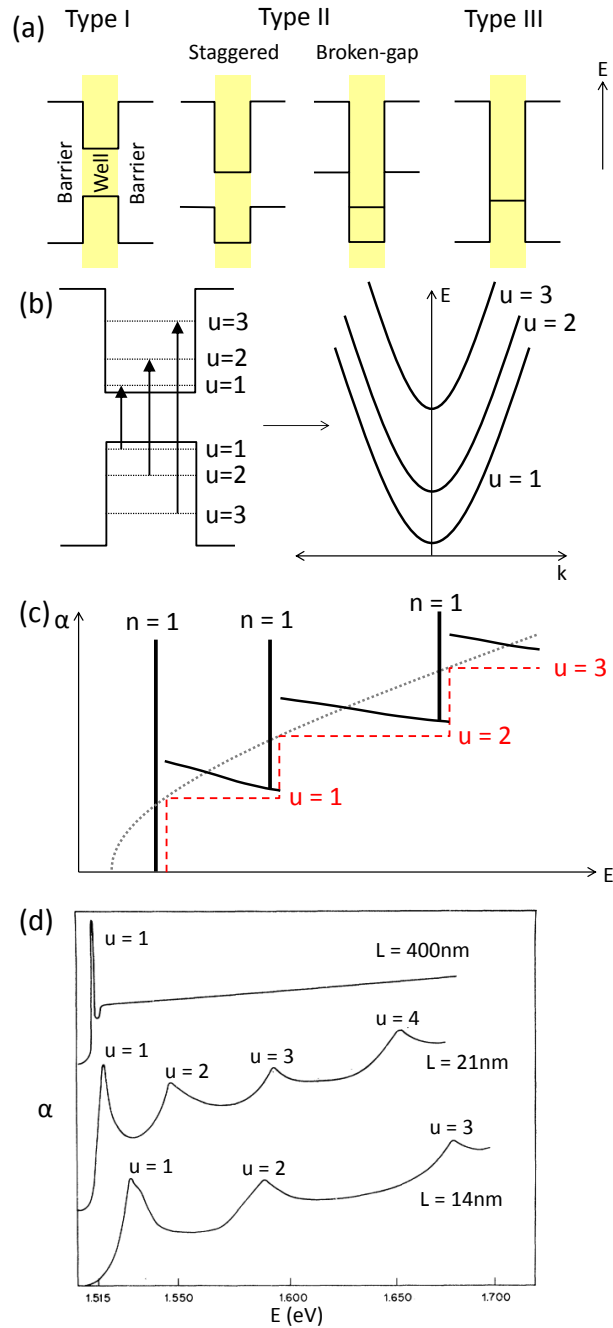 (a)
Type I
Type II
Type III
Staggered
Broken-gap
E
Barrier
Well
Barrier
(b)
u=3
u=2
u=1
u=1
u=2
u=3
E
u = 3
u = 2
u = 1
k
(c)
α
n = 1
n = 1
n = 1
u = 3
u = 2
u = 1
E
(d)
u = 1
L = 400nm
u = 1
u = 2
u = 3
u = 4
L = 21nm
α
u = 1
u = 2
u = 3
L = 14nm
1.515
1.550
1.600
1.650
1.700
E (eV)